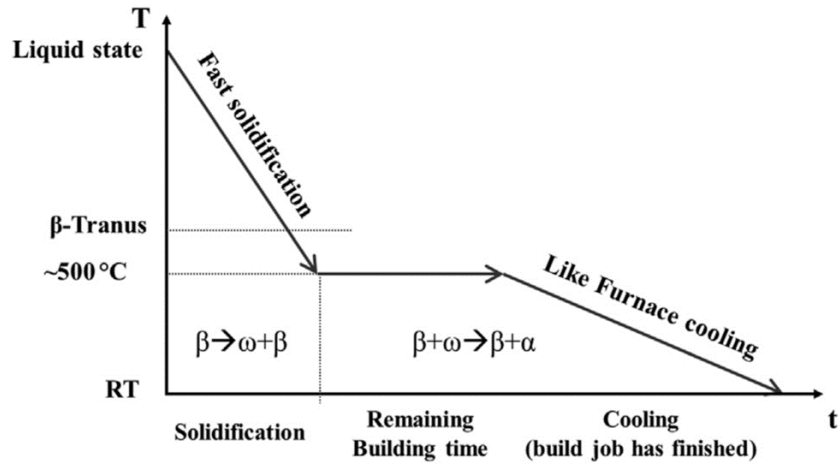 T
Liquid state
Fast solidification
β-Tranus
~500°C
Like Furnace cooling
β→ω+β
β+ω→β+α
RT
t
Solidification
Remaining
Building time
Cooling
(build job has finished)